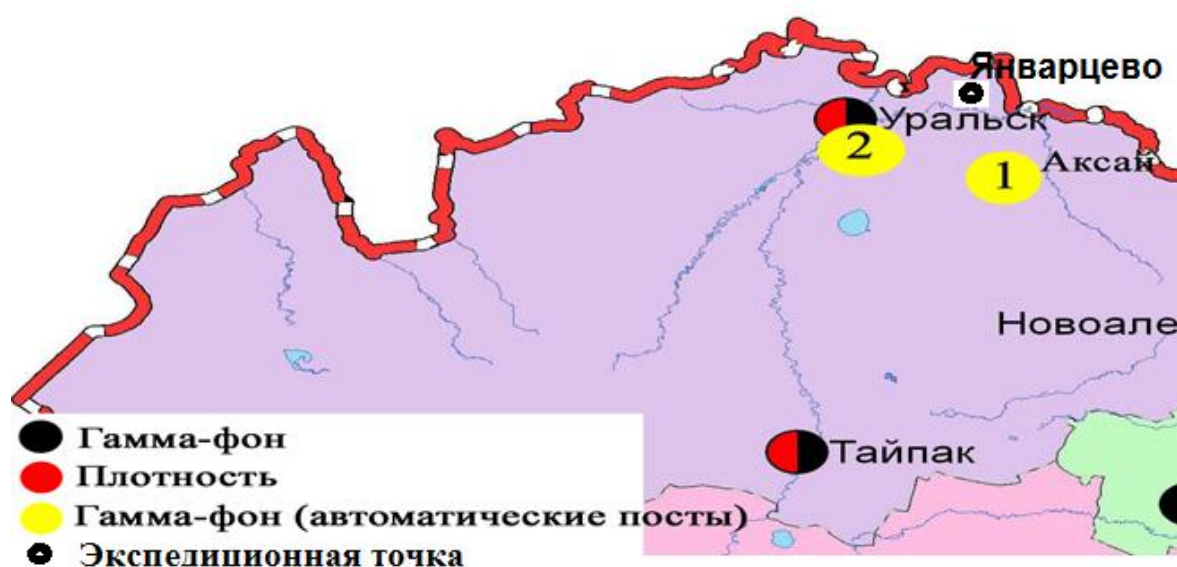 Январцево
Уральск
2
Аксай
1
Новоале
Тайпак
Гамма-фон
Плотность
Гамма-фон (автоматические посты)
Экспедиционная точка